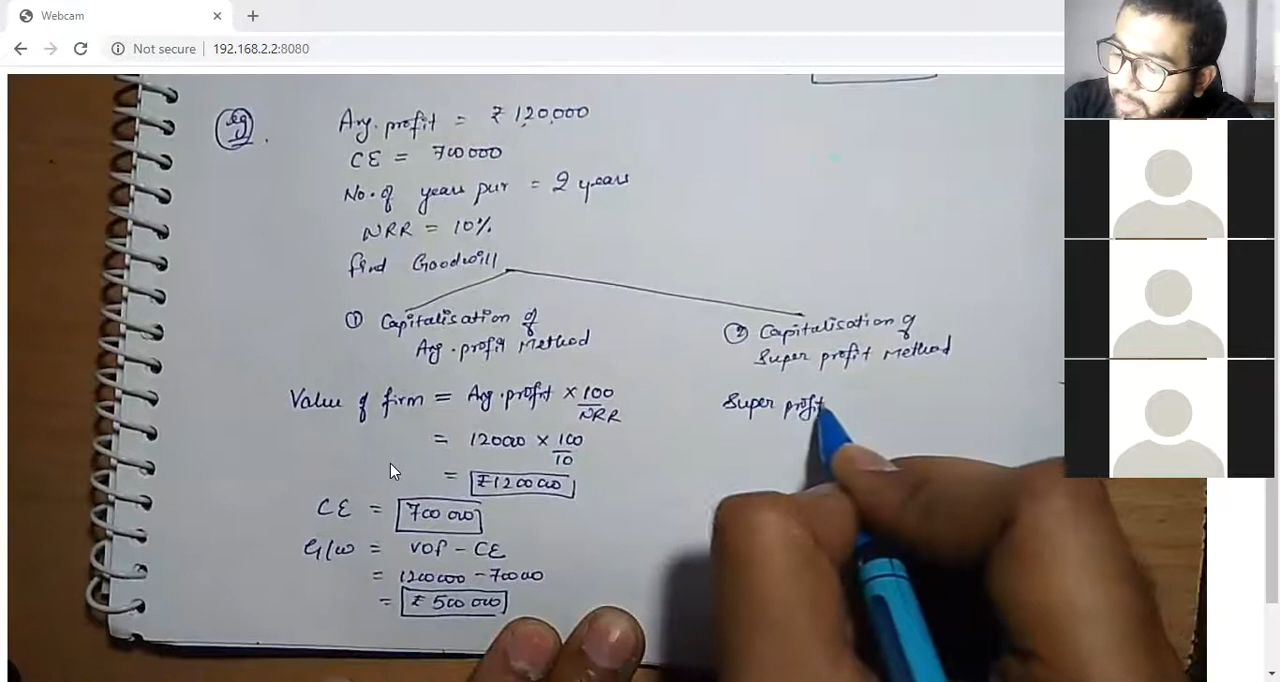 Webcam
Not secure 192.168.2.2:8080
eg
1)
Avg. profit = ₹ 120,000
CE = 700000
No. of years pur = 2 years
NRR = 10%
find Goodwill
① Capitalisation of
Avg. profit Method
② Capitalisation of
Super profit Method
Value of firm = Avg. profit × 100
NRR
= 120000 × 100
10
= ₹1200000
CE = 700000
G/w = VOF - CE
= 1200000 - 700000
= ₹ 500000
Super profit